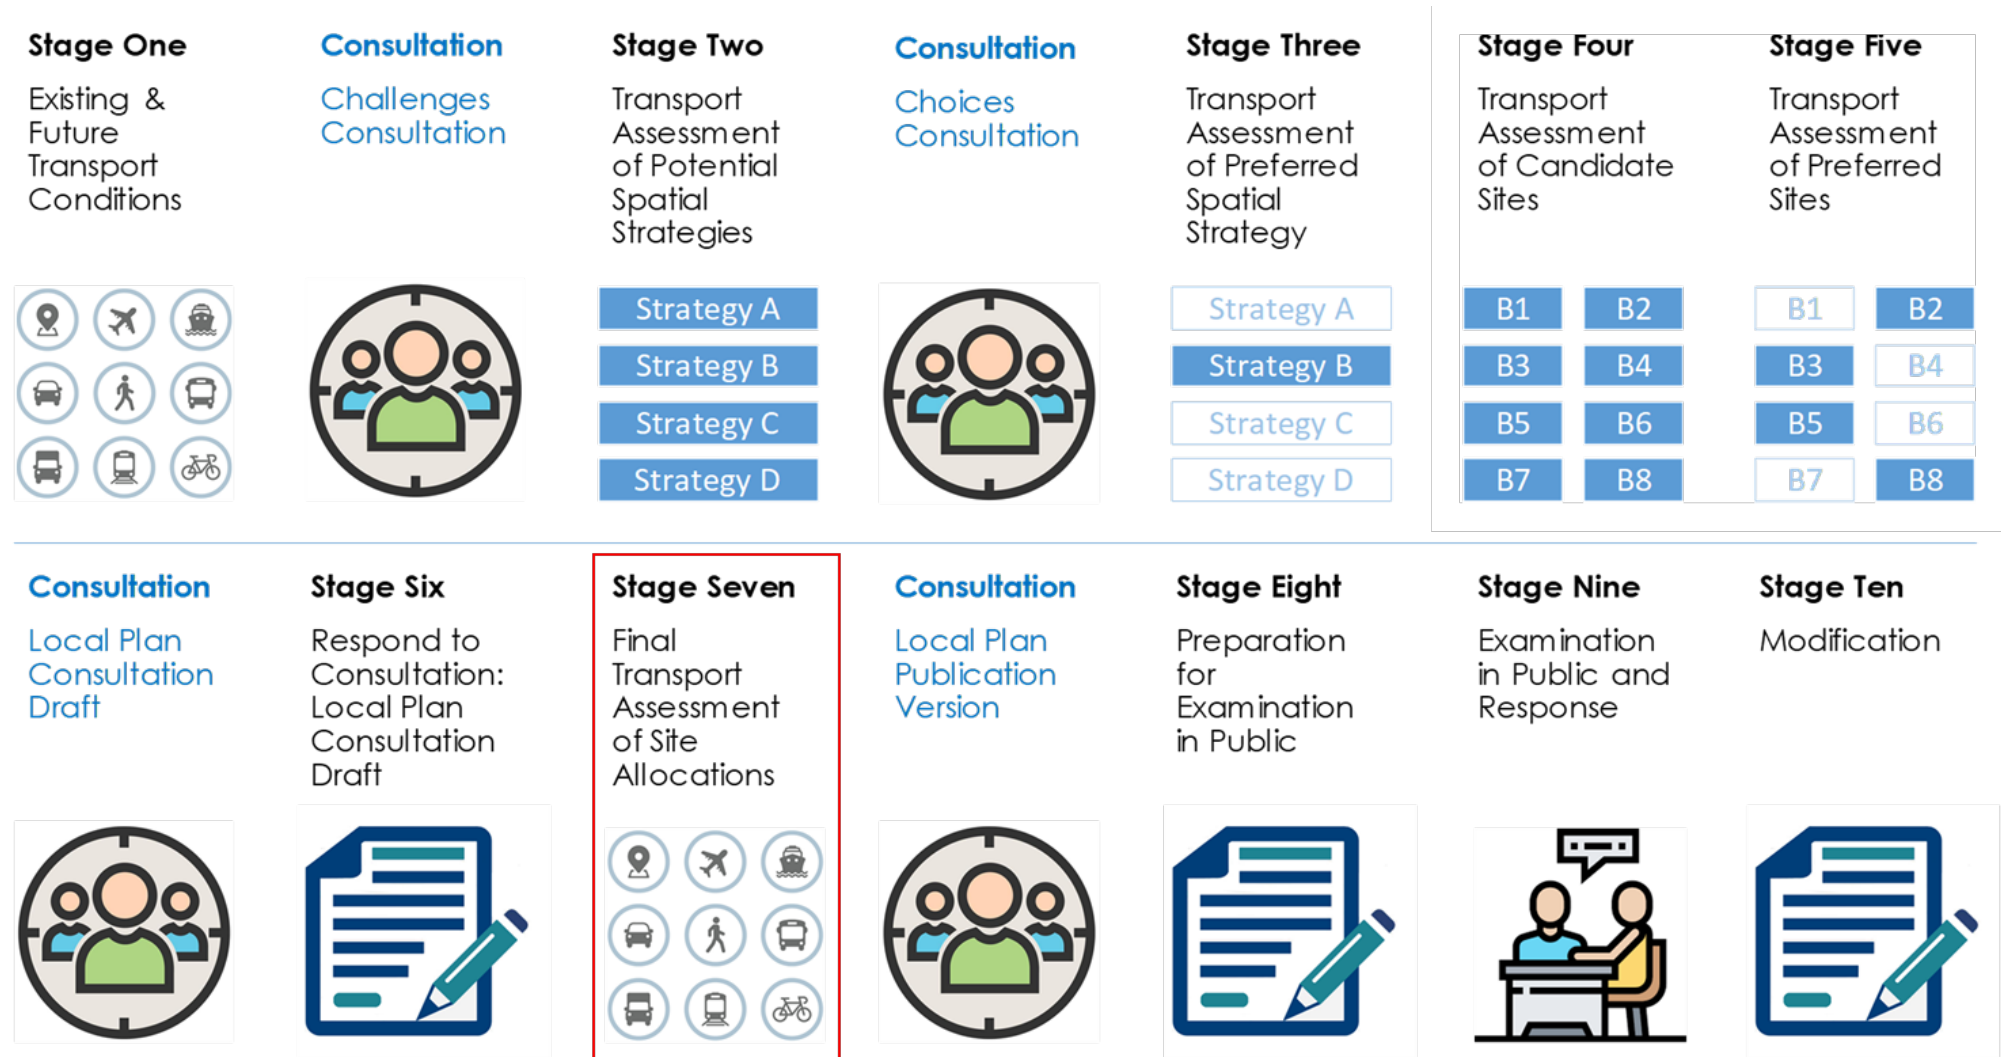 Stage One
Existing &
Future
Transport
Conditions
Consultation
Challenges
Consultation
Stage Two
Transport
Assessment
of Potential
Spatial
Strategies
Strategy A
Strategy B
Strategy C
Strategy D
Consultation
Choices
Consultation
Stage Three
Transport
Assessment
of Preferred
Spatial
Strategy
Strategy A
Strategy B
Strategy C
Strategy D
Stage Four
Transport
Assessment
of Candidate
Sites
B1 B2
B3 B4
B5 B6
B7 B8
Stage Five
Transport
Assessment
of Preferred
Sites
B1 B2
B3 B4
B5 B6
B7 B8
Consultation
Local Plan
Consultation
Draft
Stage Six
Respond to
Consultation:
Local Plan
Consultation
Draft
Stage Seven
Final
Transport
Assessment
of Site
Allocations
Consultation
Local Plan
Publication
Version
Stage Eight
Preparation
for
Examination
in Public
Stage Nine
Examination
in Public and
Response
Stage Ten
Modification